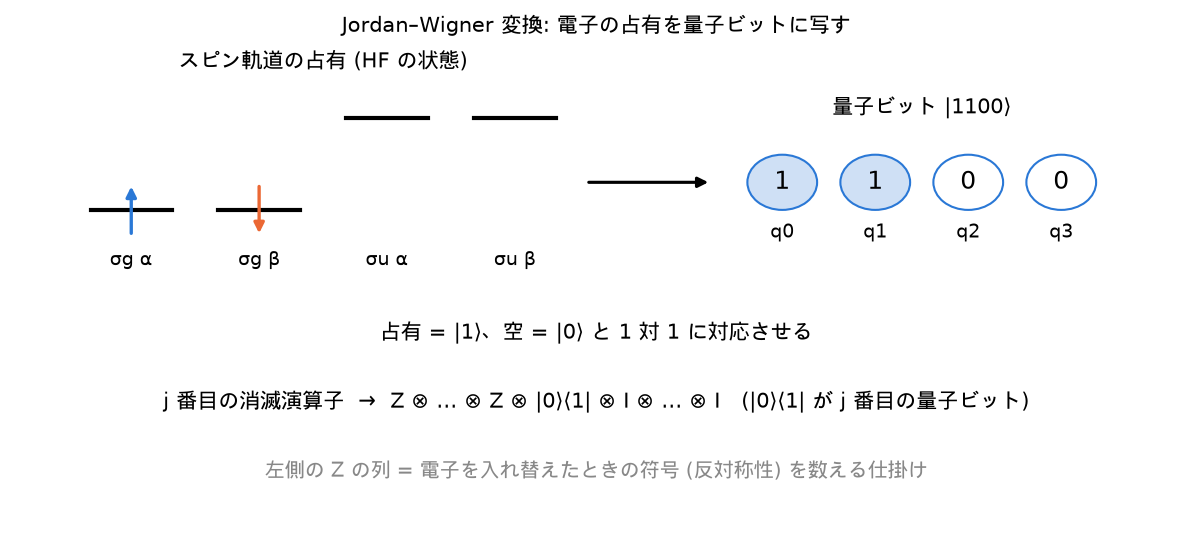 Jordan–Wigner 変換: 電子の占有を量子ビットに写す
スピン軌道の占有 (HF の状態)
量子ビット |1100⟩
1 1 0 0
q0 q1 q2 q3
σg α σg β σu α σu β
占有 = |1⟩、空 = |0⟩ と 1 対 1 に対応させる
j 番目の消滅演算子 → Z ⊗ … ⊗ Z ⊗ |0⟩⟨1| ⊗ I ⊗ … ⊗ I (|0⟩⟨1| が j 番目の量子ビット)
左側の Z の列 = 電子を入れ替えたときの符号 (反対称性) を数える仕掛け